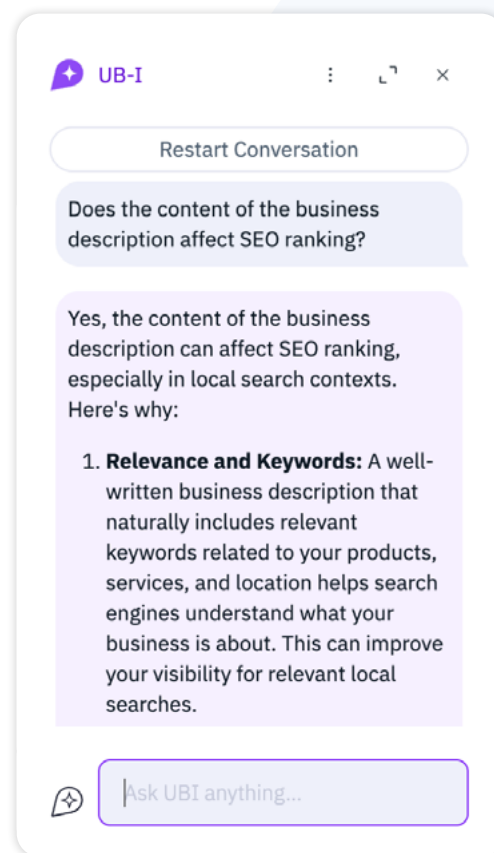 UB-I
Restart Conversation
Does the content of the business
description affect SEO ranking?
Yes, the content of the business
description can affect SEO ranking,
especially in local search contexts.
Here's why:
1. Relevance and Keywords: A well-
written business description that
naturally includes relevant
keywords related to your products,
services, and location helps search
engines understand what your
business is about. This can improve
your visibility for relevant local
searches.
Ask UBI anything...